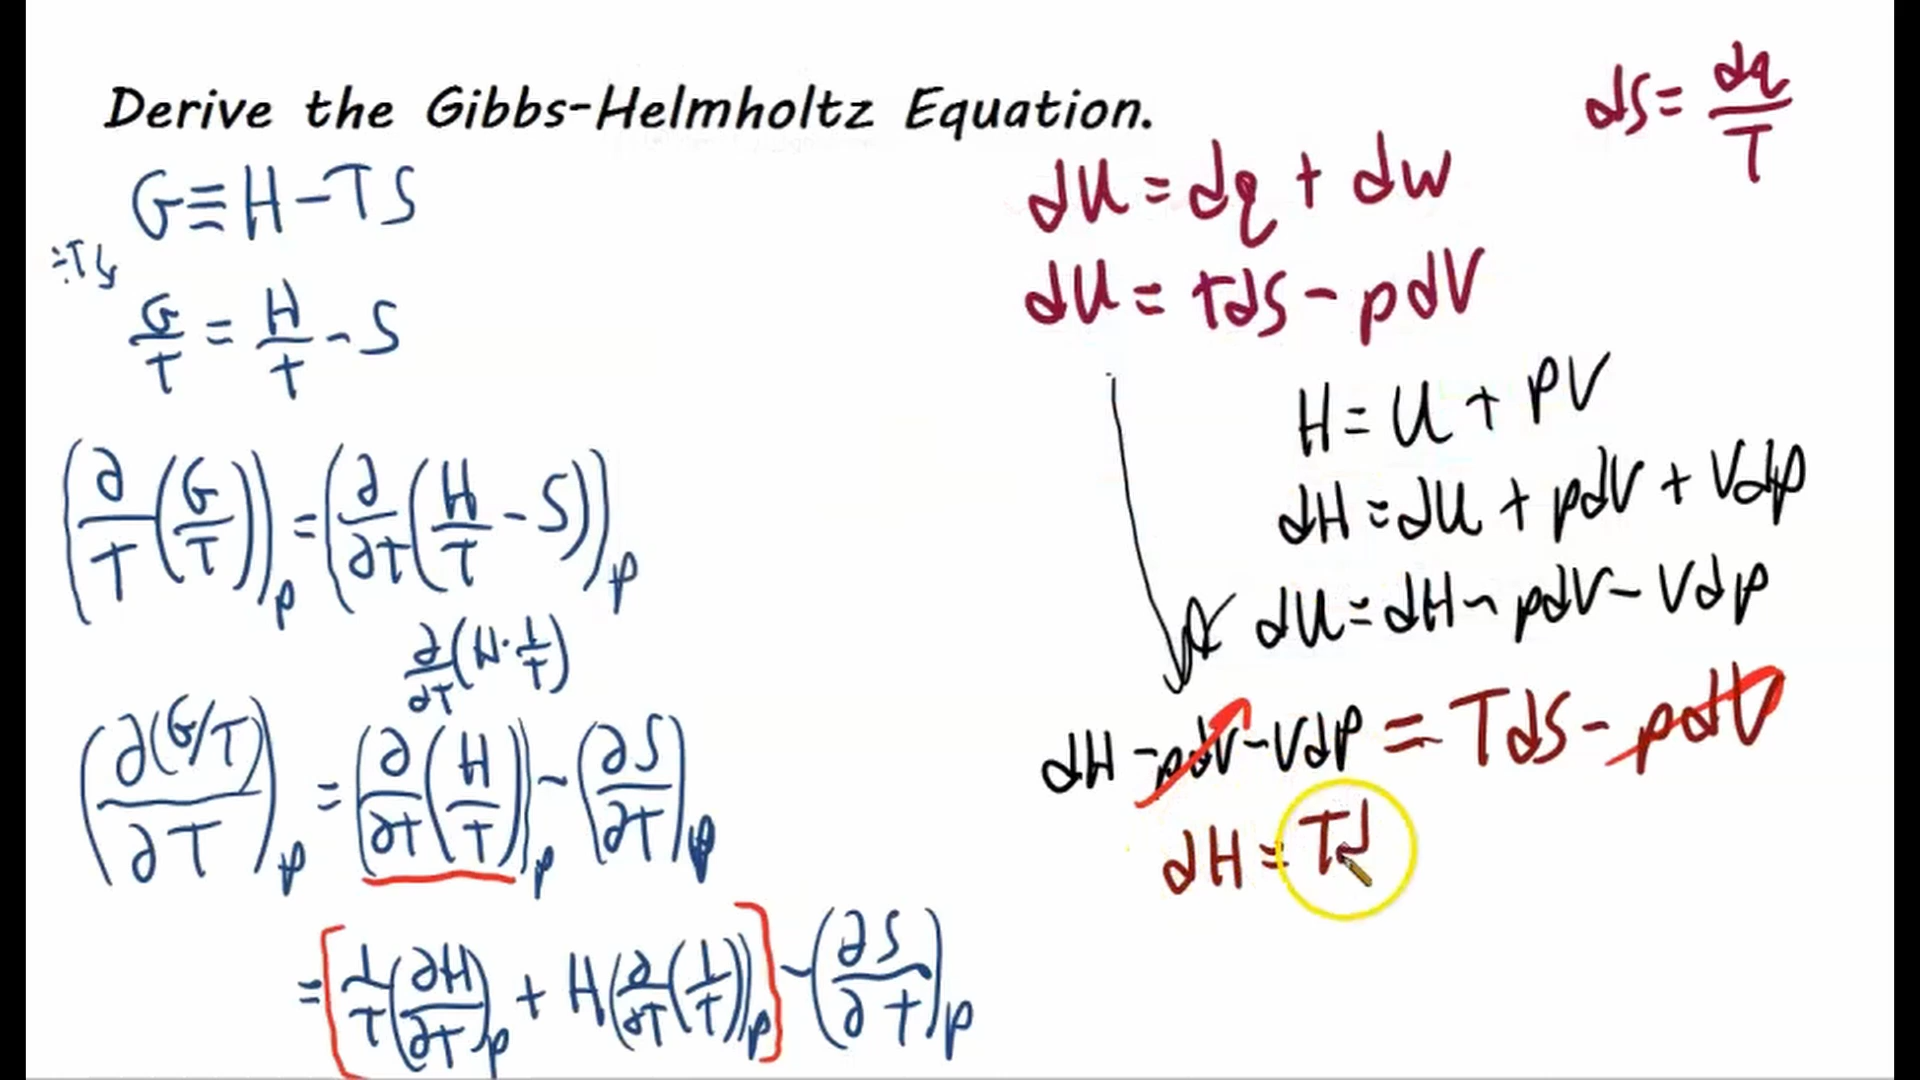 Derive the Gibbs-Helmholtz Equation.
G≡H-TS
÷T ↳
G/T = H/T - S
(∂/T (G/T))p = (∂/∂T (H/T - S))p
∂/∂T (H·1/T)
(∂(G/T)/∂T)p = (∂/∂T (H/T))p - (∂S/∂T)p
= [1/T (∂H/∂T)p + H(∂/∂T (1/T))p] - (∂S/∂T)p
dS = dq/T
dU = dq + dw
dU = TdS - pdV
H = U + PV
dH = dU + pdV + Vdp
dU = dH - pdV - Vdp
dH - pdV - Vdp = TdS - pdV
dH = Td